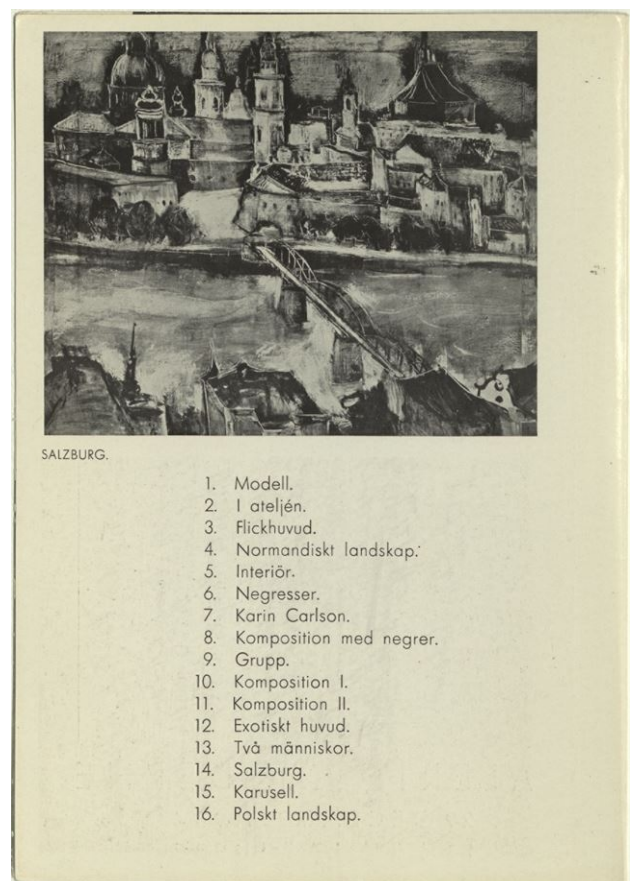 SALZBURG.
1. Modell.
2. I ateljén.
3. Flickhuvud.
4. Normandiskt landskap.
5. Interiör.
6. Negresser.
7. Karin Carlson.
8. Komposition med negrer.
9. Grupp.
10. Komposition I.
11. Komposition II.
12. Exotiskt huvud.
13. Två människor.
14. Salzburg.
15. Karusell.
16. Polskt landskap.